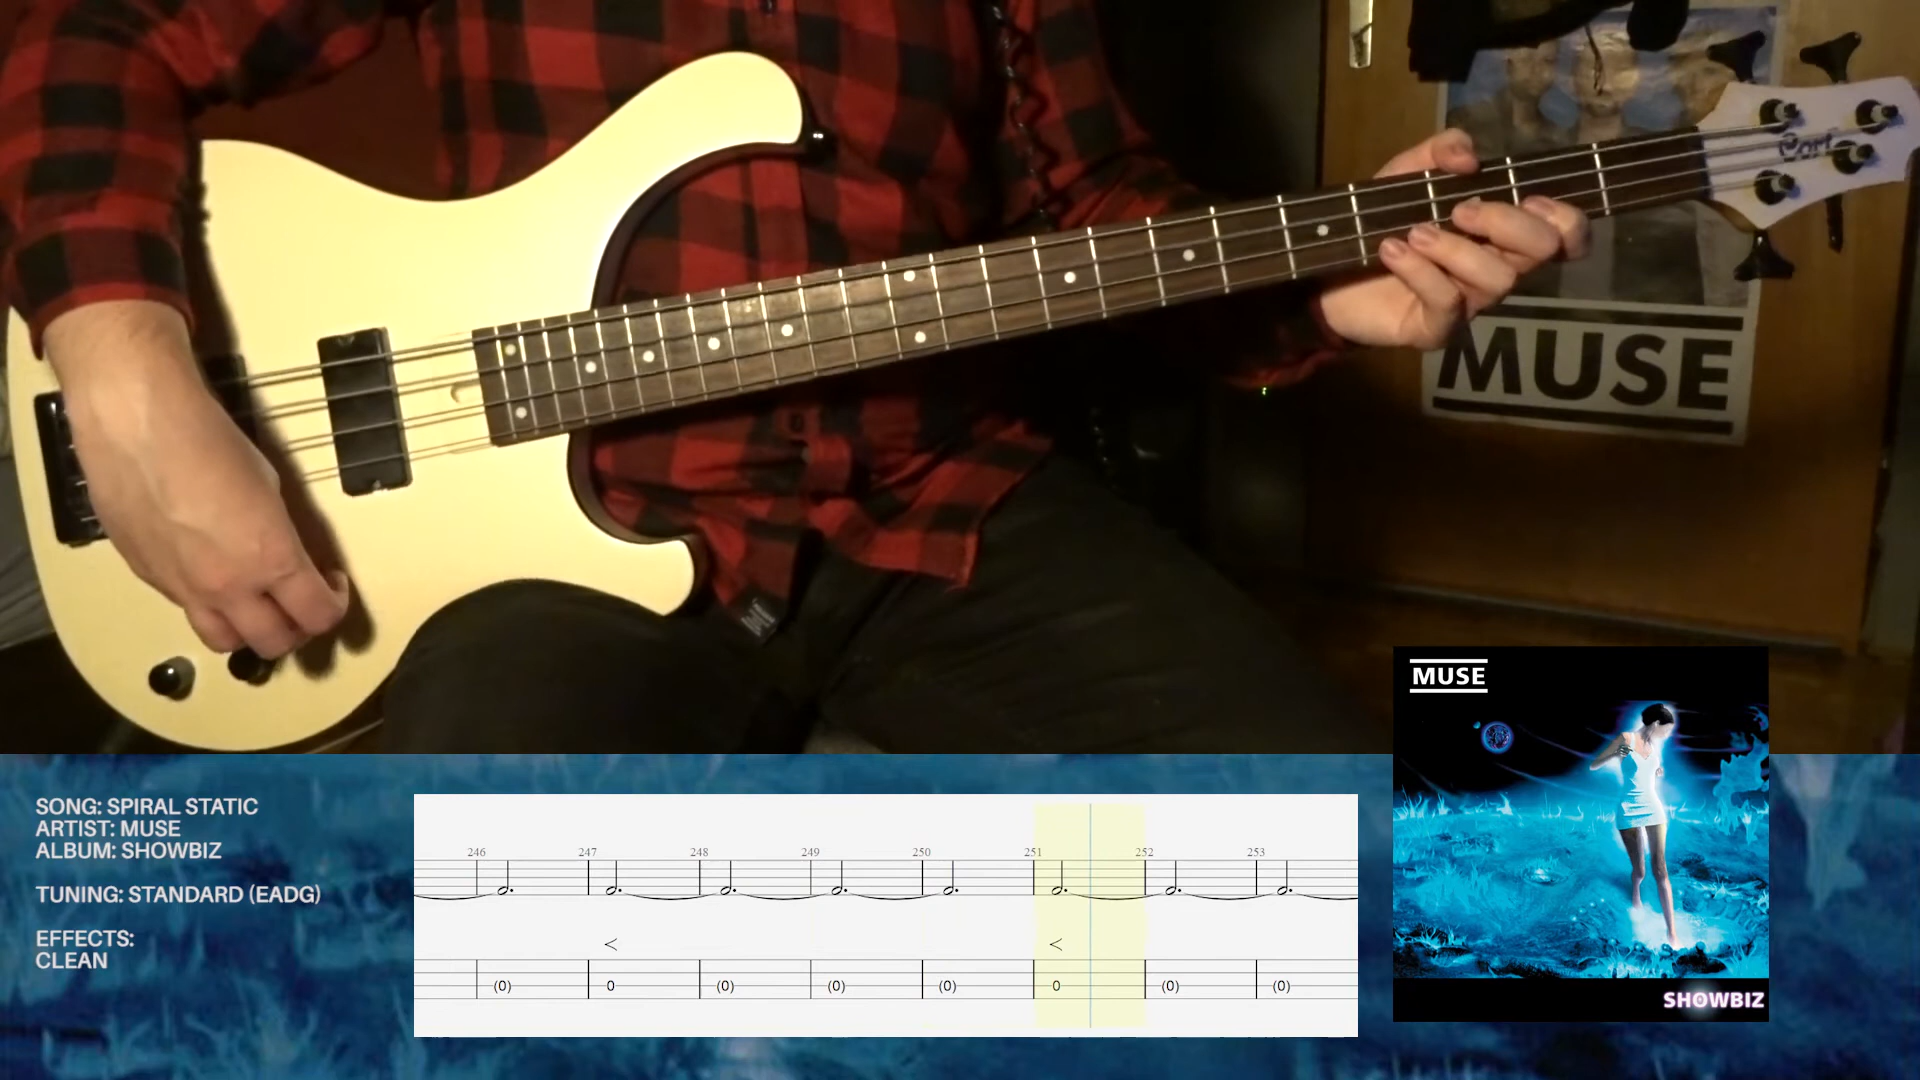 Cort
MUSE
MUSE
SONG: SPIRAL STATIC
ARTIST: MUSE
ALBUM: SHOWBIZ
TUNING: STANDARD (EADG)
EFFECTS:
CLEAN
246 247 248 249 250 251 252 253
< <
(0) 0 (0) (0) (0) 0 (0) (0)
SHOWBIZ